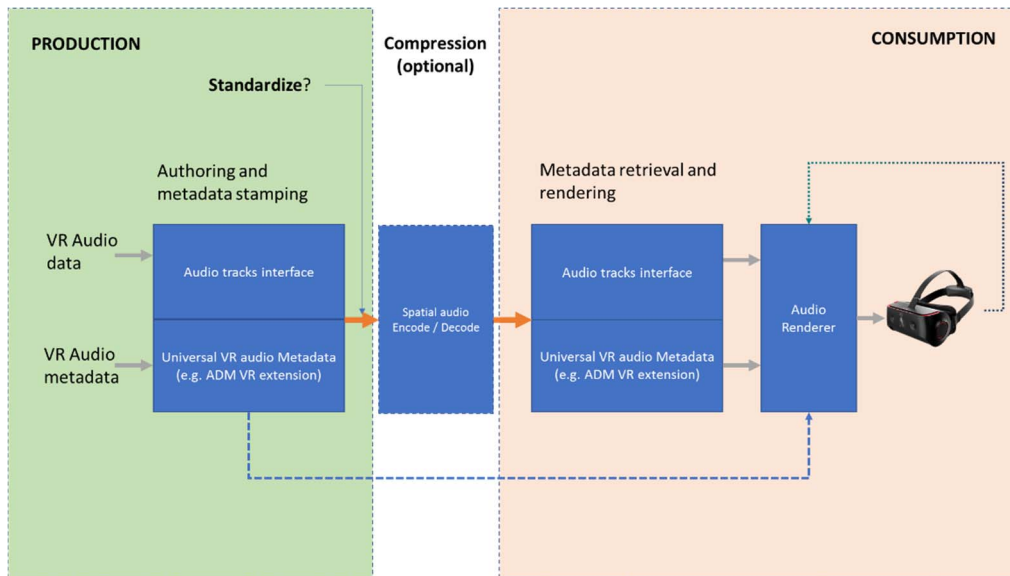 PRODUCTION
Compression
(optional)
CONSUMPTION
Standardize?
Authoring and
metadata stamping
Metadata retrieval and
rendering
VR Audio
data
Audio tracks interface
VR Audio
metadata
Universal VR audio Metadata
(e.g. ADM VR extension)
Spatial audio
Encode / Decode
Audio tracks interface
Universal VR audio Metadata
(e.g. ADM VR extension)
Audio
Renderer